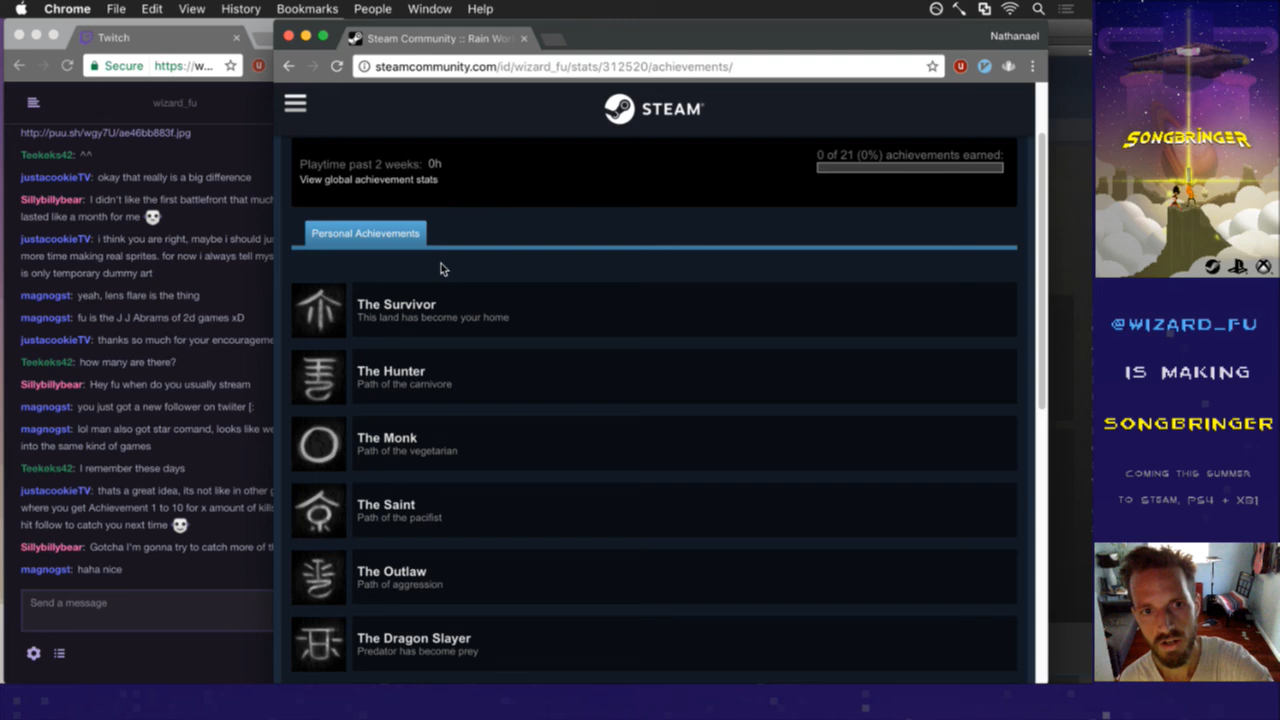 Chrome File Edit View History Bookmarks People Window Help
Twitch
Secure https://w...
wizard_fu
http://puu.sh/wgy7U/ae46bb883f.jpg
Teekeks42: ^^
justacookieTV: okay that really is a big difference
Sillybillybear: I didn't like the first battlefront that muc
lasted like a month for me
justacookieTV: i think you are right, maybe i should jus
more time making real sprites. for now i always tell mys
is only temporary dummy art
magnogst: yeah, lens flare is the thing
magnogst: fu is the J J Abrams of 2d games xD
justacookieTV: thanks so much for your encourageme
Teekeks42: how many are there?
Sillybillybear: Hey fu when do you usually stream
magnogst: you just got a new follower on twiiter [:
magnogst: lol man also got star comand, looks like we
into the same kind of games
Teekeks42: I remember these days
justacookieTV: thats a great idea, its not like in other g
where you get Achievement 1 to 10 for x amount of kills
hit follow to catch you next time
Sillybillybear: Gotcha I'm gonna try to catch more of th
magnogst: haha nice
Send a message
Steam Community :: Rain Wor
Nathanael
steamcommunity.com/id/wizard_fu/stats/312520/achievements/
STEAM
Playtime past 2 weeks: 0h
View global achievement stats
0 of 21 (0%) achievements earned:
Personal Achievements
The Survivor
This land has become your home
The Hunter
Path of the carnivore
The Monk
Path of the vegetarian
The Saint
Path of the pacifist
The Outlaw
Path of aggression
The Dragon Slayer
Predator has become prey
SONGBRINGER
@WIZARD_FU
IS MAKING
SONGBRINGER
COMING THIS SUMMER
TO STEAM, PS4 + XB1